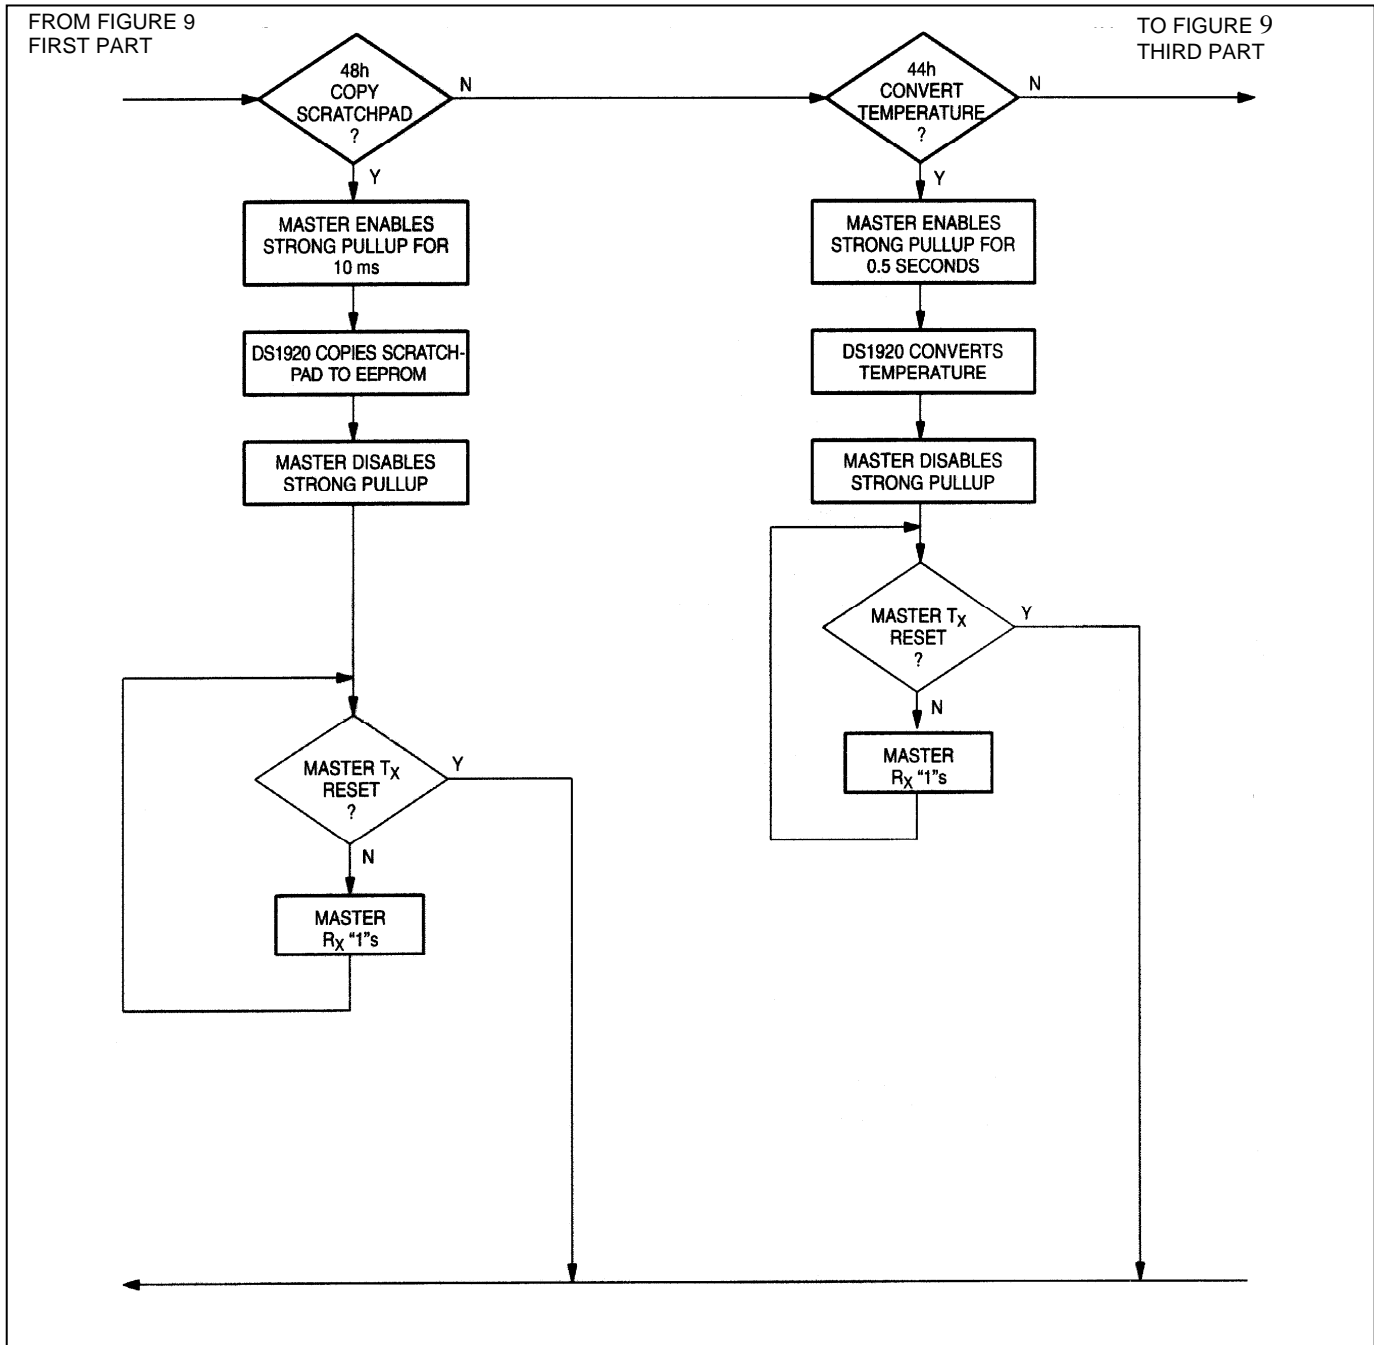 FROM FIGURE 9
FIRST PART
TO FIGURE 9
THIRD PART
48h
COPY
SCRATCHPAD
?
N
Y
MASTER ENABLES
STRONG PULLUP FOR
10 ms
DS1920 COPIES SCRATCH-
PAD TO EEPROM
MASTER DISABLES
STRONG PULLUP
MASTER TX
RESET
?
Y
N
MASTER
RX “1”s
44h
CONVERT
TEMPERATURE
?
N
Y
MASTER ENABLES
STRONG PULLUP FOR
0.5 SECONDS
DS1920 CONVERTS
TEMPERATURE
MASTER DISABLES
STRONG PULLUP
MASTER TX
RESET
?
Y
N
MASTER
RX “1”s